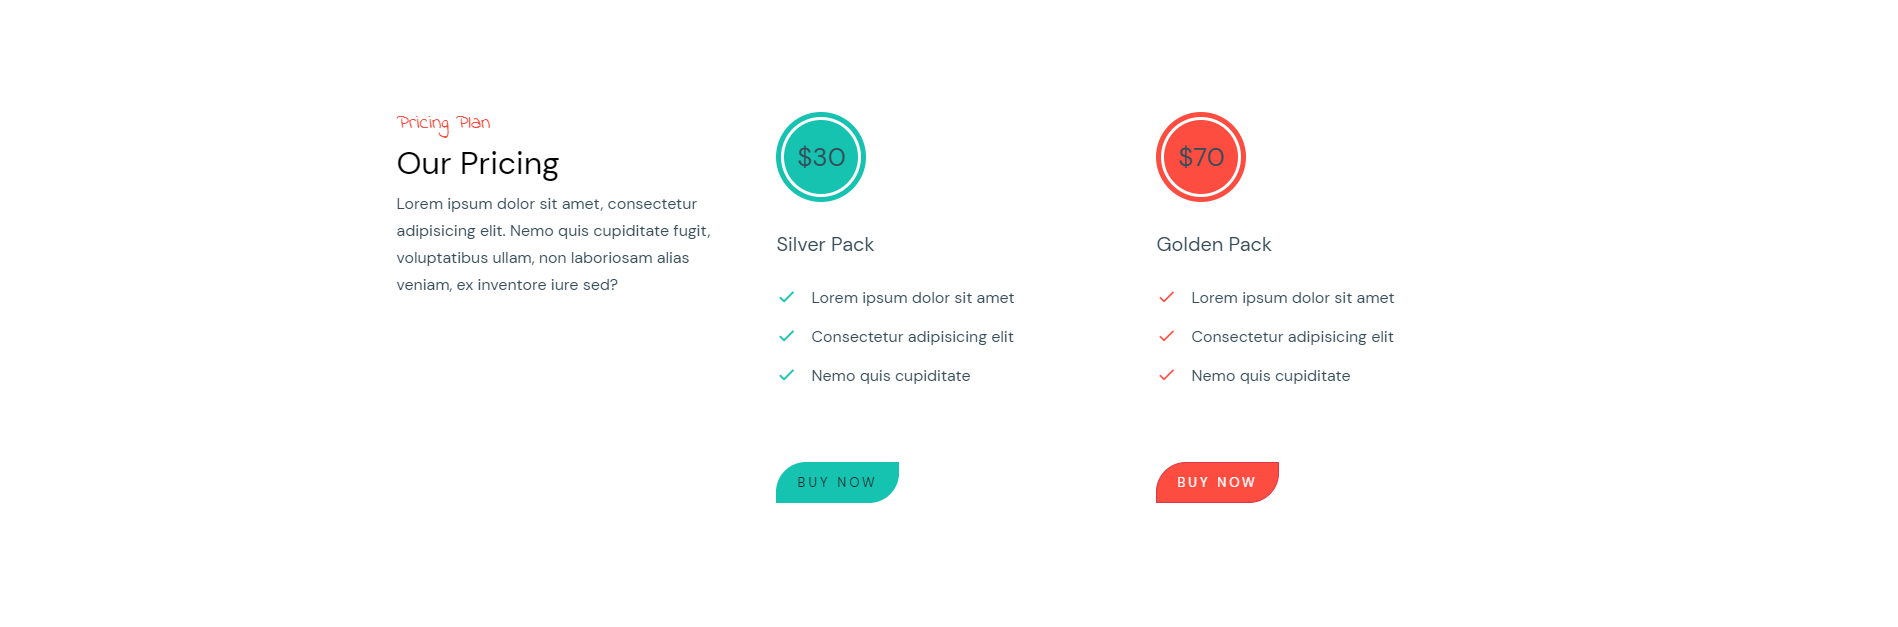 Pricing Plan
Our Pricing
Lorem ipsum dolor sit amet, consectetur
adipisicing elit. Nemo quis cupiditate fugit,
voluptatibus ullam, non laboriosam alias
veniam, ex inventore iure sed?
$30
Silver Pack
Lorem ipsum dolor sit amet
Consectetur adipisicing elit
Nemo quis cupiditate
BUY NOW
$70
Golden Pack
Lorem ipsum dolor sit amet
Consectetur adipisicing elit
Nemo quis cupiditate
BUY NOW